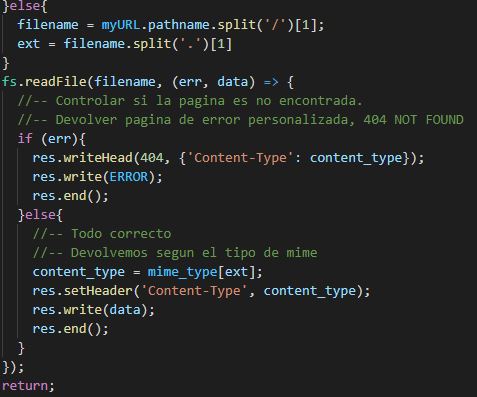 }else{
  filename = myURL.pathname.split('/')[1];
  ext = filename.split('.')[1]
}
fs.readFile(filename, (err, data) => {
  //-- Controlar si la pagina es no encontrada.
  //-- Devolver pagina de error personalizada, 404 NOT FOUND
  if (err){
    res.writeHead(404, {'Content-Type': content_type});
    res.write(ERROR);
    res.end();
  }else{
    //-- Todo correcto
    //-- Devolvemos segun el tipo de mime
    content_type = mime_type[ext];
    res.setHeader('Content-Type', content_type);
    res.write(data);
    res.end();
  }
});
return;